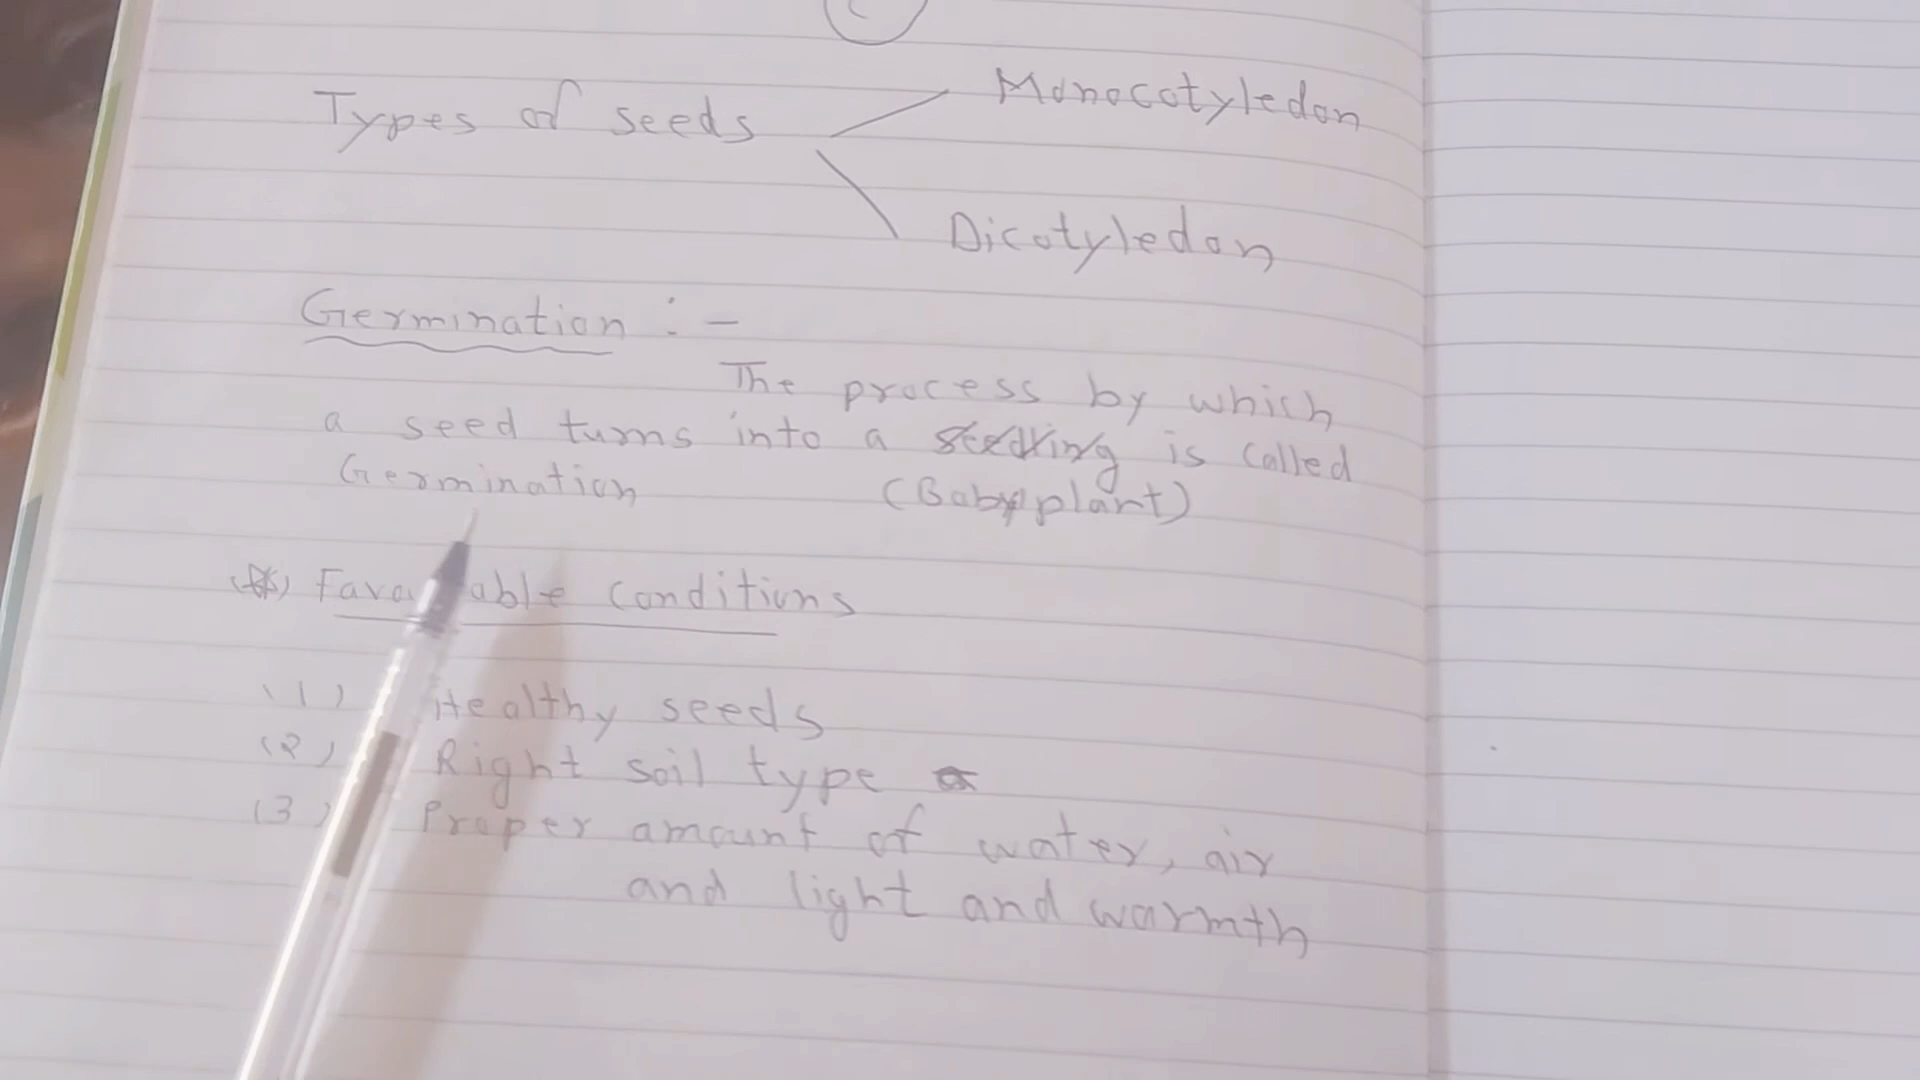 Types of seeds
Monocotyledon
Dicotyledon
Germination :-
The process by which
a seed turns into a seedling is called
Germination (Baby plant)
Favourable Conditions
(1) Healthy seeds
(2) Right soil type
(3) Proper amount of water, air
and light and warmth